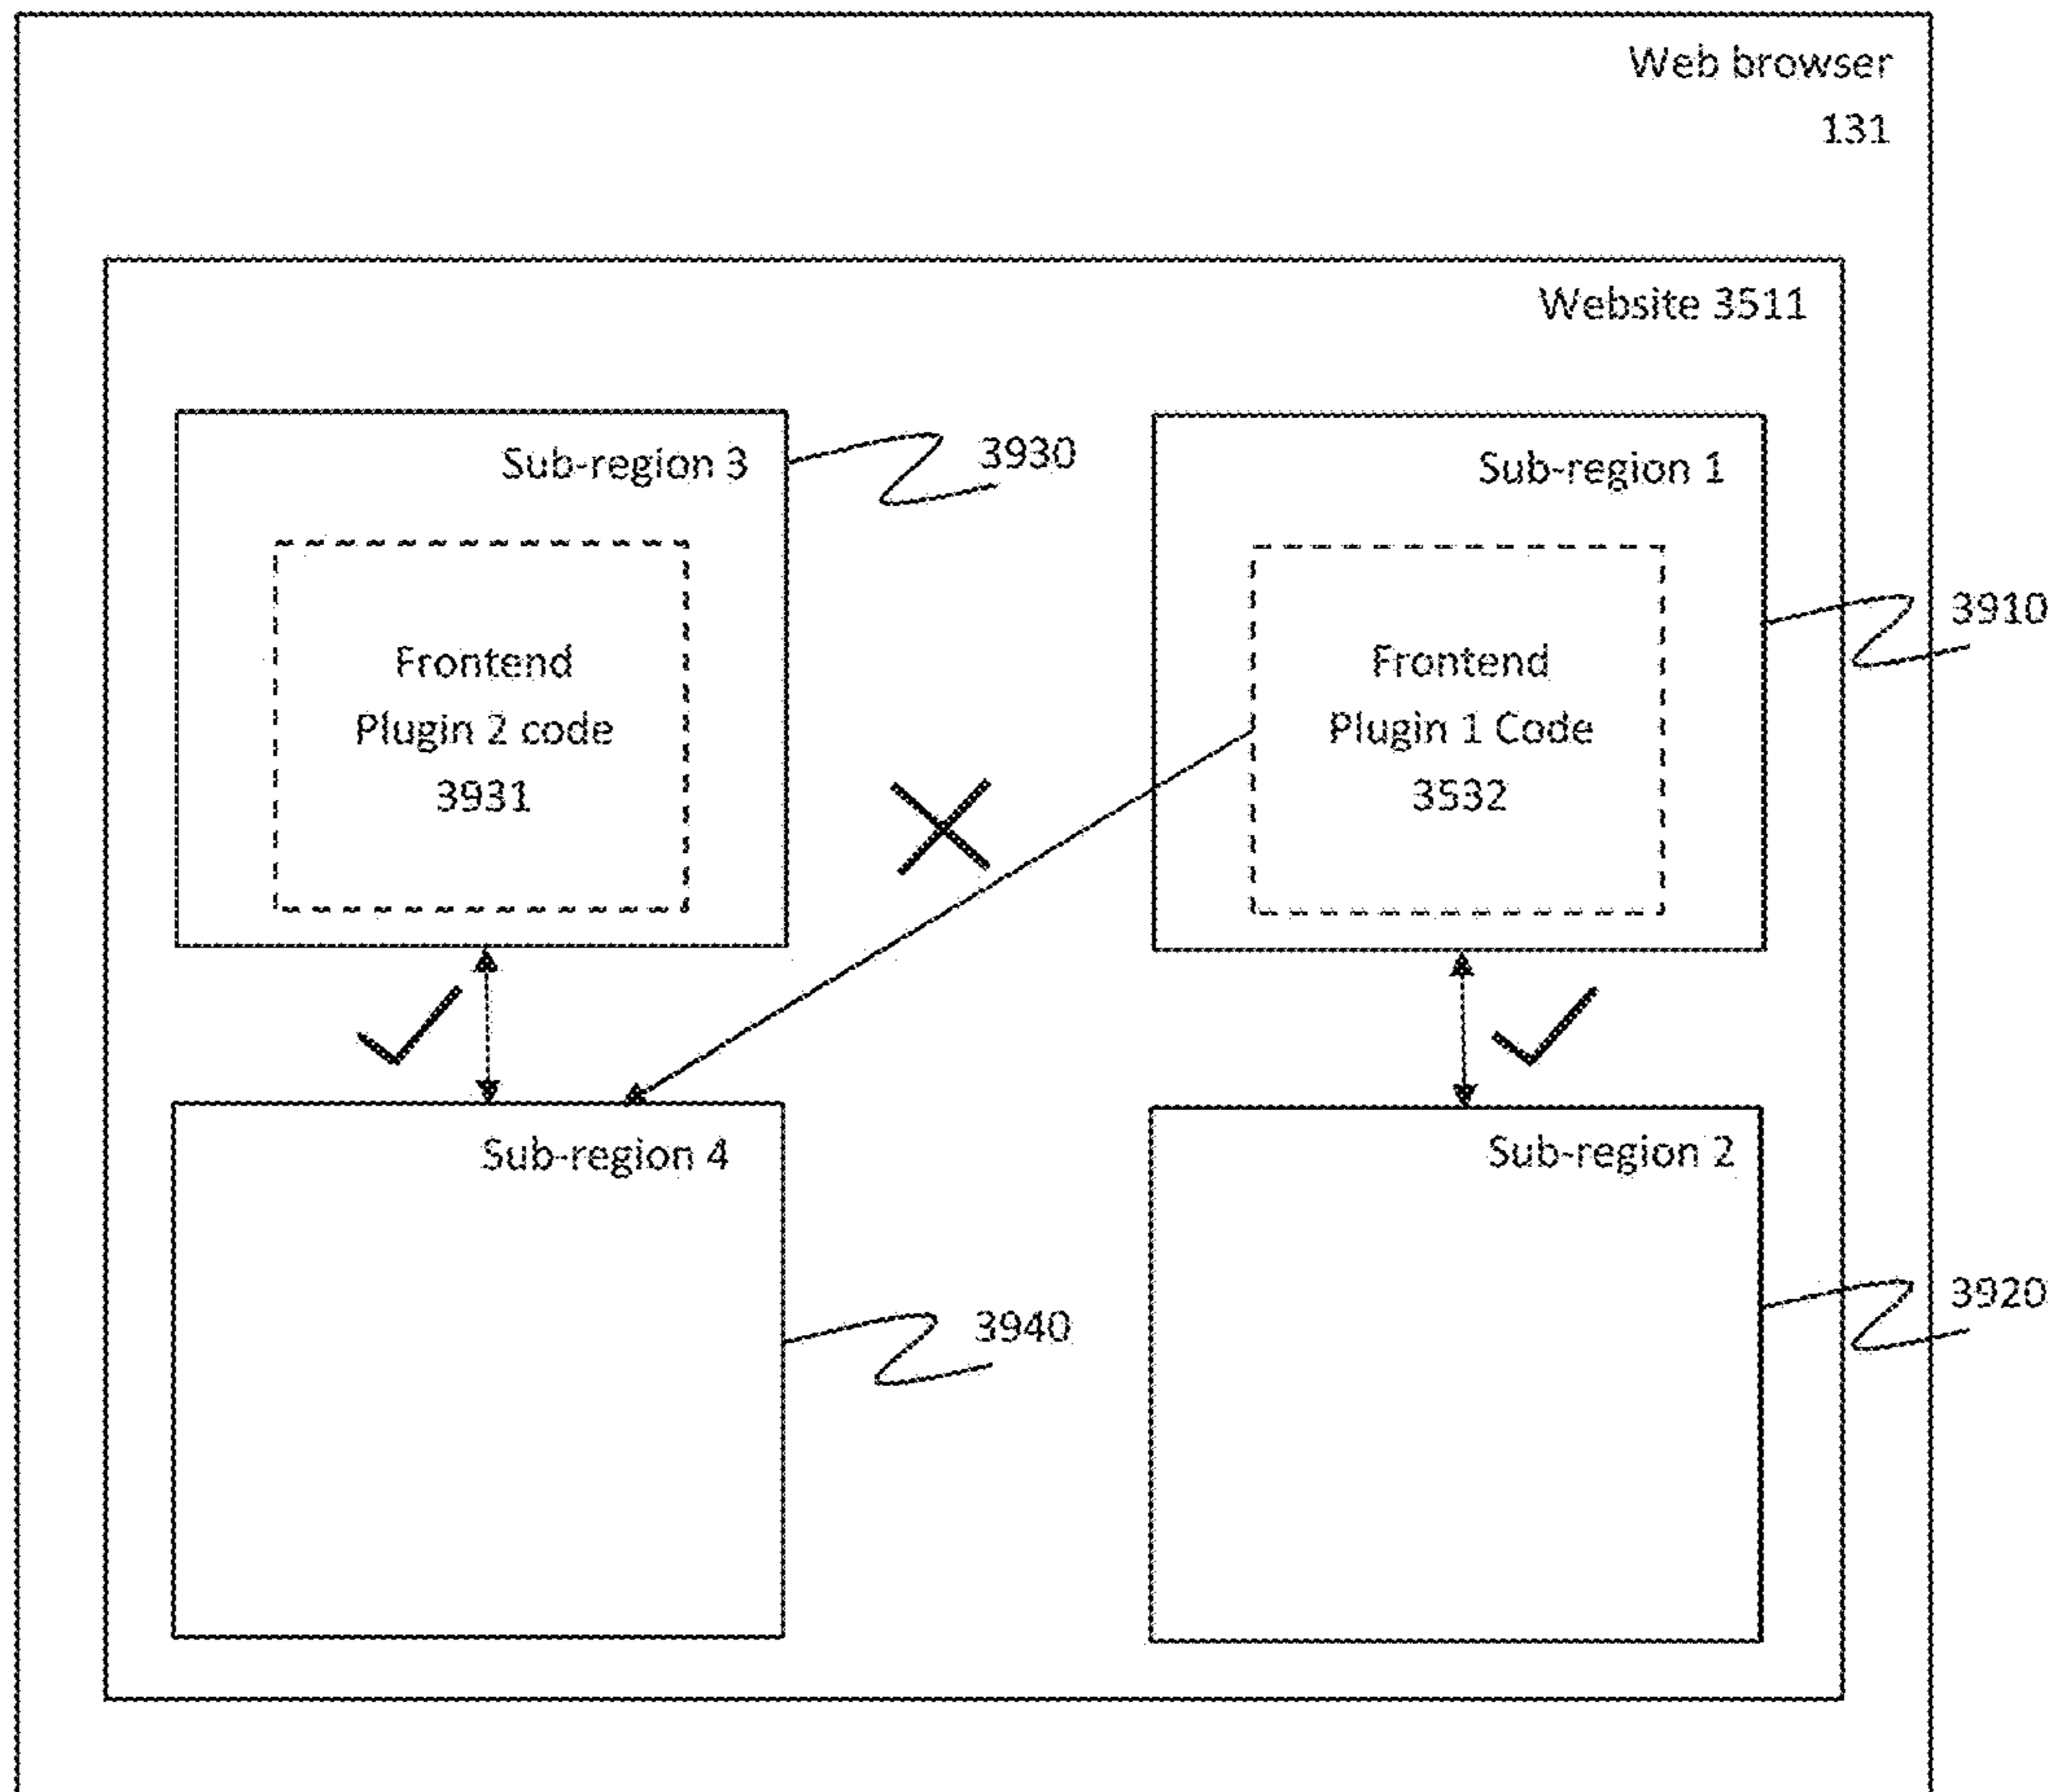 Web browser
131
Website 3511
Sub-region 3
3930
Sub-region 1
3910
Frontend
Plugin 2 code
3931
Frontend
Plugin 1 Code
3532
Sub-region 4
3940
Sub-region 2
3920